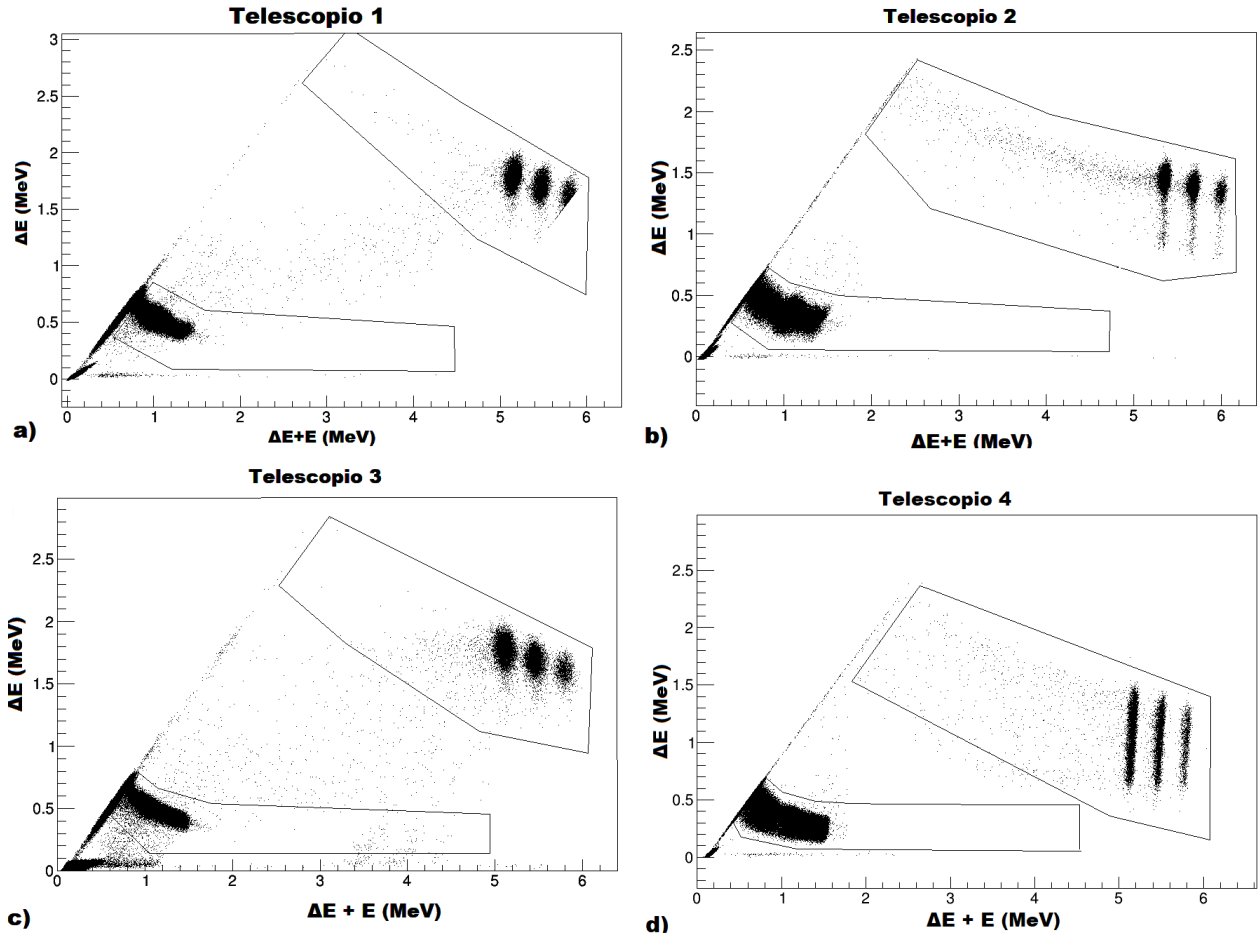 Telescopio 1
3
2.5
2
1.5
1
0.5
0
ΔE (MeV)
0 1 2 3 4 5 6
ΔE+E (MeV)
a)
Telescopio 2
2.5
2
1.5
1
0.5
0
ΔE (MeV)
0 1 2 3 4 5 6
ΔE+E (MeV)
b)
Telescopio 3
2.5
2
1.5
1
0.5
0
ΔE (MeV)
0 1 2 3 4 5 6
ΔE + E (MeV)
c)
Telescopio 4
2.5
2
1.5
1
0.5
0
ΔE (MeV)
0 1 2 3 4 5 6
ΔE + E (MeV)
d)